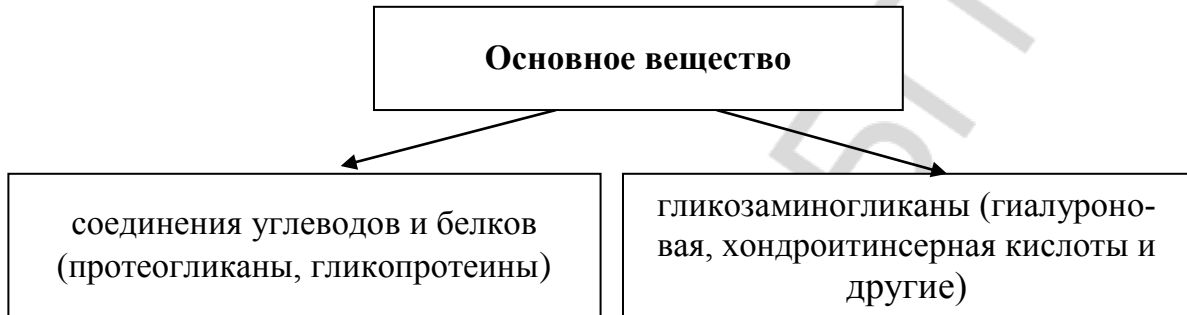 Основное вещество
соединения углеводов и белков
(протеогликаны, гликопротеины)
гликозаминогликаны (гиалуроно-
вая, хондроитинсерная кислоты и
другие)